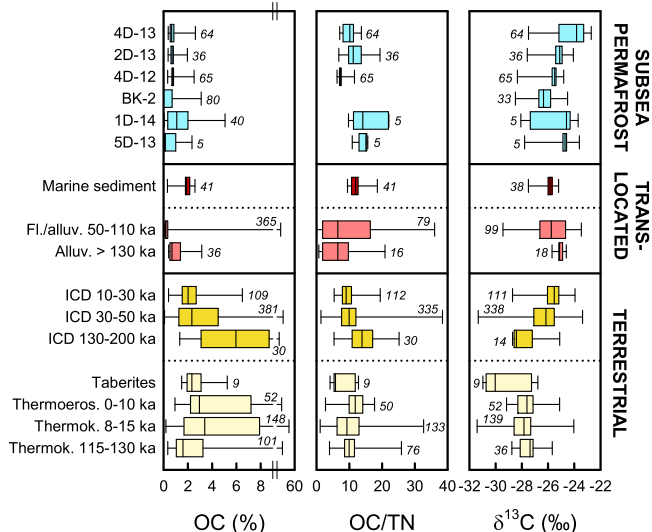 4D-13 64 64 67
2D-13 36 36 36
4D-12 65 65 65
BK-2 80 33
1D-14 40 5 5
5D-13 5 5 5
SUBSEA
PERMAFROST
Marine sediment 41 41 38
Fl./alluv. 50-110 ka 365 79 99
Alluv. > 130 ka 36 16 18
TRANS-
LOCATED
ICD 10-30 ka 109 112 111
ICD 30-50 ka 381 335 338
ICD 130-200 ka 30 30 14
Taberites 9 9 9
Thermoeros. 0-10 ka 52 50 52
Thermok. 8-15 ka 148 133 139
Thermok. 115-130 ka 101 76 36
TERRESTRIAL
0 2 4 6 8 60 0 10 20 30 40 -32 -30 -28 -26 -24 -22
OC (%) OC/TN δ¹³C (‰)